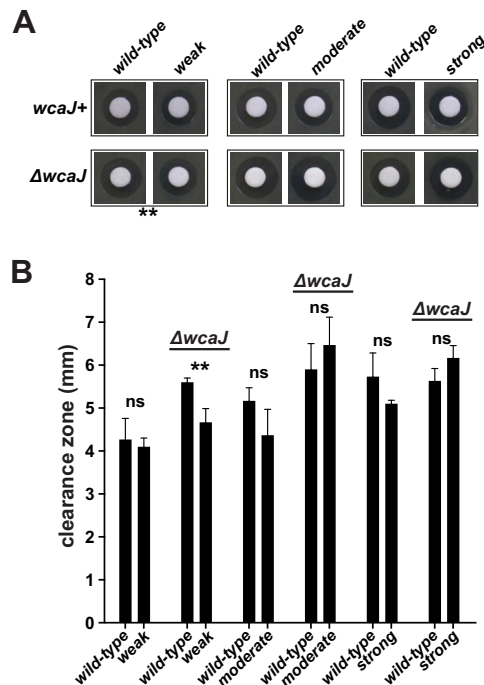 A
wild-type weak wild-type moderate wild-type strong
wcaJ+
ΔwcaJ
**
B
clearance zone (mm)
8
7
6
5
4
3
2
1
0
ns
ΔwcaJ
**
ns
ΔwcaJ
ns
ns
ΔwcaJ
ns
wild-type weak wild-type weak wild-type moderate wild-type moderate wild-type strong wild-type strong